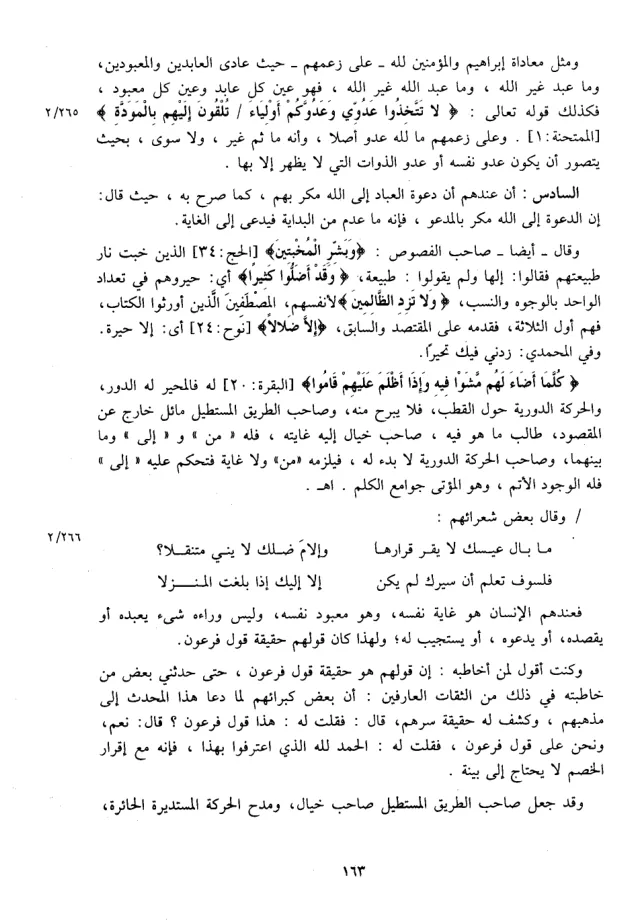 ومثل معاداة إبراهيم والمؤمنين لله ـ على زعمهم ـ حيث عادى العابدين والمعبودين،
وما عبد غير الله ، وما عبد الله غير الله ، فهو عين كل عابد وعين كل معبود ،
فكذلك قوله تعالى : ﴿ لا تَتَّخِذُوا عَدُوِّي وَعَدُوَّكُمْ أَوْلِيَاءَ / تُلْقُونَ إِلَيْهِم بِالْمَوَدَّةِ ﴾
٢/٢٦٥
[الممتحنة:١] . وعلى زعمهم ما لله عدو أصلا ، وأنه ما ثم غير ، ولا سوى ، بحيث
يتصور أن يكون عدو نفسه أو عدو الذوات التي لا يظهر إلا بها .
السادس : أن عندهم أن دعوة العباد إلى الله مكر بهم ، كما صرح به ، حيث قال:
إن الدعوة إلى الله مكر بالمدعو ، فإنه ما عدم من البداية فيدعى إلى الغاية.
وقال ـ أيضا ـ صاحب الفصوص : ﴿وَبَشِّرِ الْمُخْبِتِينَ﴾ [الحج:٣٤] الذين خبت نار
طبيعتهم فقالوا: إلها ولم يقولوا : طبيعة، ﴿ وَقَدْ أَضَلُّوا كَثِيرًا﴾ أي: حيروهم في تعداد
الواحد بالوجوه والنسب، ﴿ وَلا تَزِدِ الظَّالِمِينَ ﴾لأنفسهم، المصْطَفينَ الَّذين أورثوا الكتاب،
فهم أول الثلاثة، فقدمه على المقتصد والسابق، ﴿إِلاَّ ضَلالاً﴾ [نوح:٢٤] أى: إلا حيرة.
وفي المحمدي: زدني فيك تحيرًا.
﴿ كُلَّمَا أَضَاءَ لَهُم مَّشَوْا فِيهِ وَإِذَا أَظْلَمَ عَلَيْهِمْ قَامُوا﴾ [البقرة:٢٠] له فالمحير له الدور،
والحركة الدورية حول القطب، فلا يبرح منه، وصاحب الطريق المستطيل مائل خارج عن
المقصود، طالب ما هو فيه ، صاحب خيال إليه غايته ، فله « من » و « إلى » وما
بينهما، وصاحب الحركة الدورية لا بدء له ، فيلزمه «من» ولا غاية فتحكم عليه « إلى »
فله الوجود الأتم ، وهو المؤتى جوامع الكلم . اهـ .
/ وقال بعض شعرائهم :
٢/٢٦٦
ما بال عيسك لا يقر قرارها وإلامَ ضلك لا يني متنقلا؟
فلسوف تعلم أن سيرك لم يكن إلا إليك إذا بلغت المنزلا
فعندهم الإنسان هو غاية نفسه، وهو معبود نفسه، وليس وراءه شىء يعبده أو
يقصده، أو يدعوه ، أو يستجيب له؛ ولهذا كان قولهم حقيقة قول فرعون.
وكنت أقول لمن أخاطبه : إن قولهم هو حقيقة قول فرعون ، حتى حدثني بعض من
خاطبته في ذلك من الثقات العارفين : أن بعض كبرائهم لما دعا هذا المحدث إلى
مذهبهم ، وكشف له حقيقة سرهم، قال : فقلت له : هذا قول فرعون ؟ قال: نعم،
ونحن على قول فرعون ، فقلت له : الحمد لله الذي اعترفوا بهذا ، فإنه مع إقرار
الخصم لا يحتاج إلى بينة .
وقد جعل صاحب الطريق المستطيل صاحب خيال، ومدح الحركة المستديرة الحائرة،
١٦٣